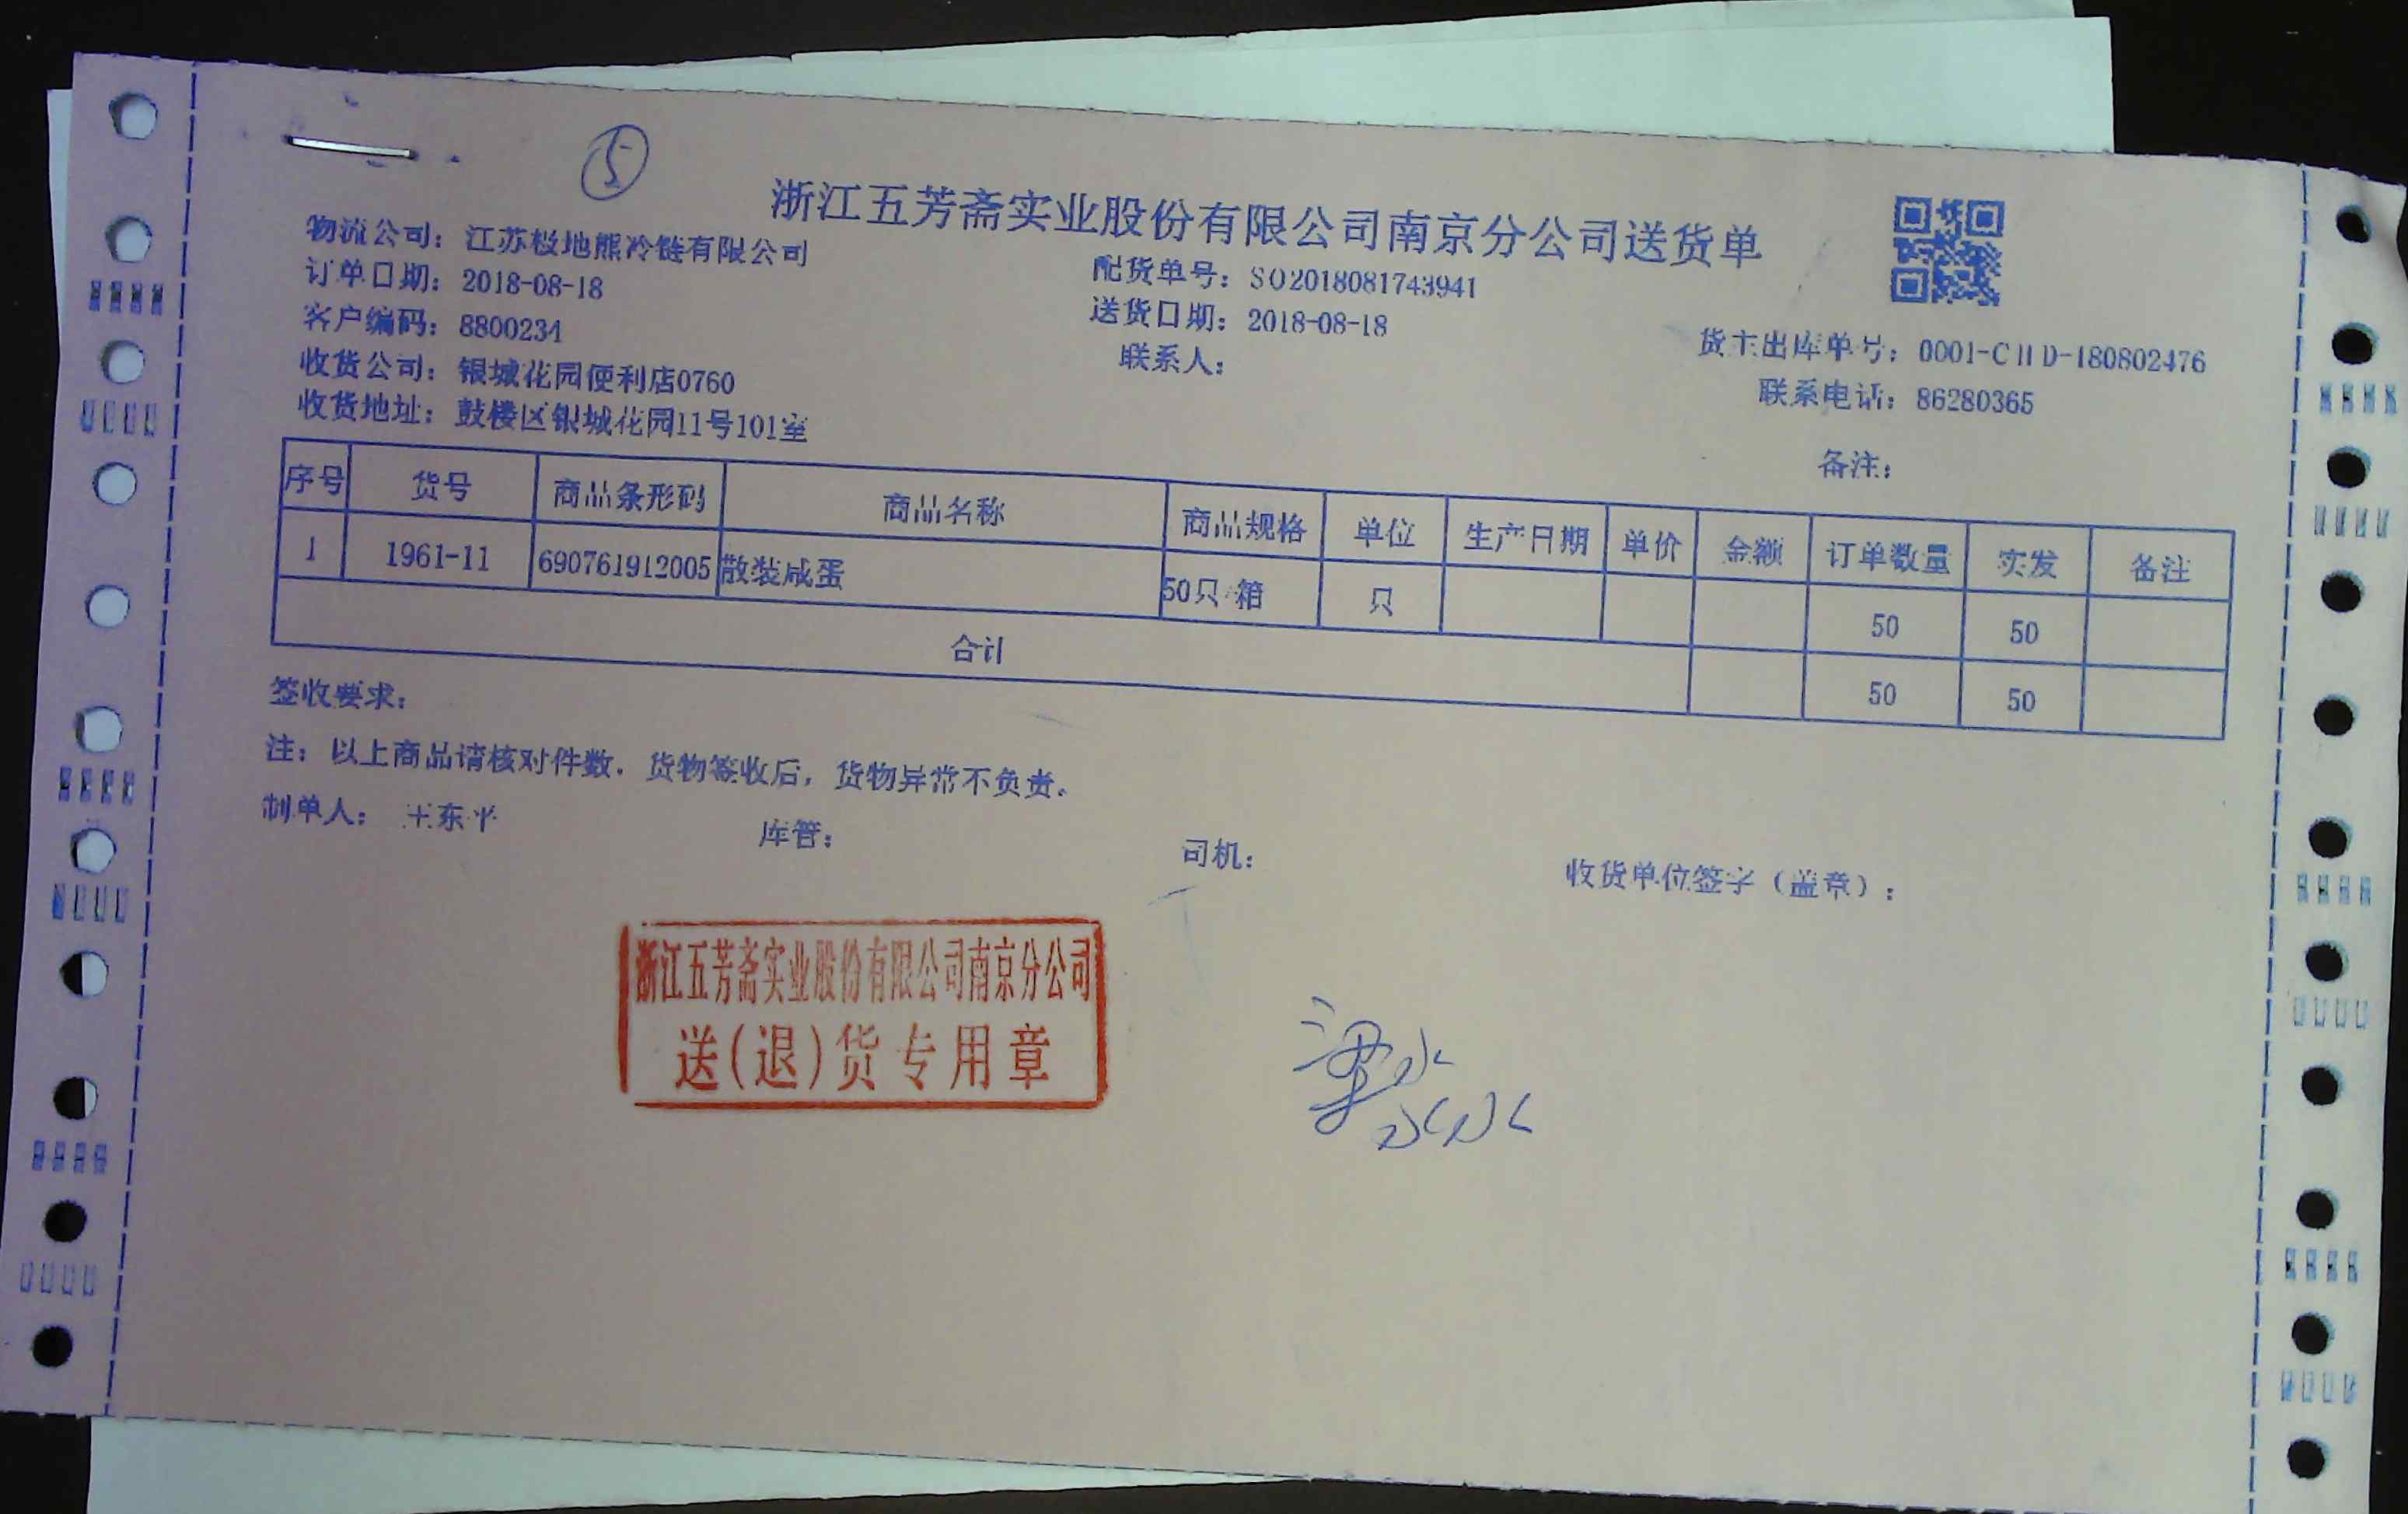 ⑤
浙江五芳斋实业股份有限公司南京分公司送货单
物流公司：江苏极地熊冷链有限公司
订单日期：2018-08-18 配货单号：SO2018081743941
客户编码：8800234 送货日期：2018-08-18 货主出库单号：0001-CHD-180802476
收货公司：银城花园便利店0760 联系人： 联系电话：86280365
收货地址：鼓楼区银城花园11号101室 备注：
序号 货号 商品条形码 商品名称 商品规格 单位 生产日期 单价 金额 订单数量 实发 备注
1 1961-11 690761912005 散装咸蛋 50只/箱 只 50 50
合计 50 50
签收要求：
注：以上商品请核对件数，货物签收后，货物异常不负责。
制单人： 王东平 库管： 司机： 收货单位签字（盖章）：
浙江五芳斋实业股份有限公司南京分公司
送(退)货专用章